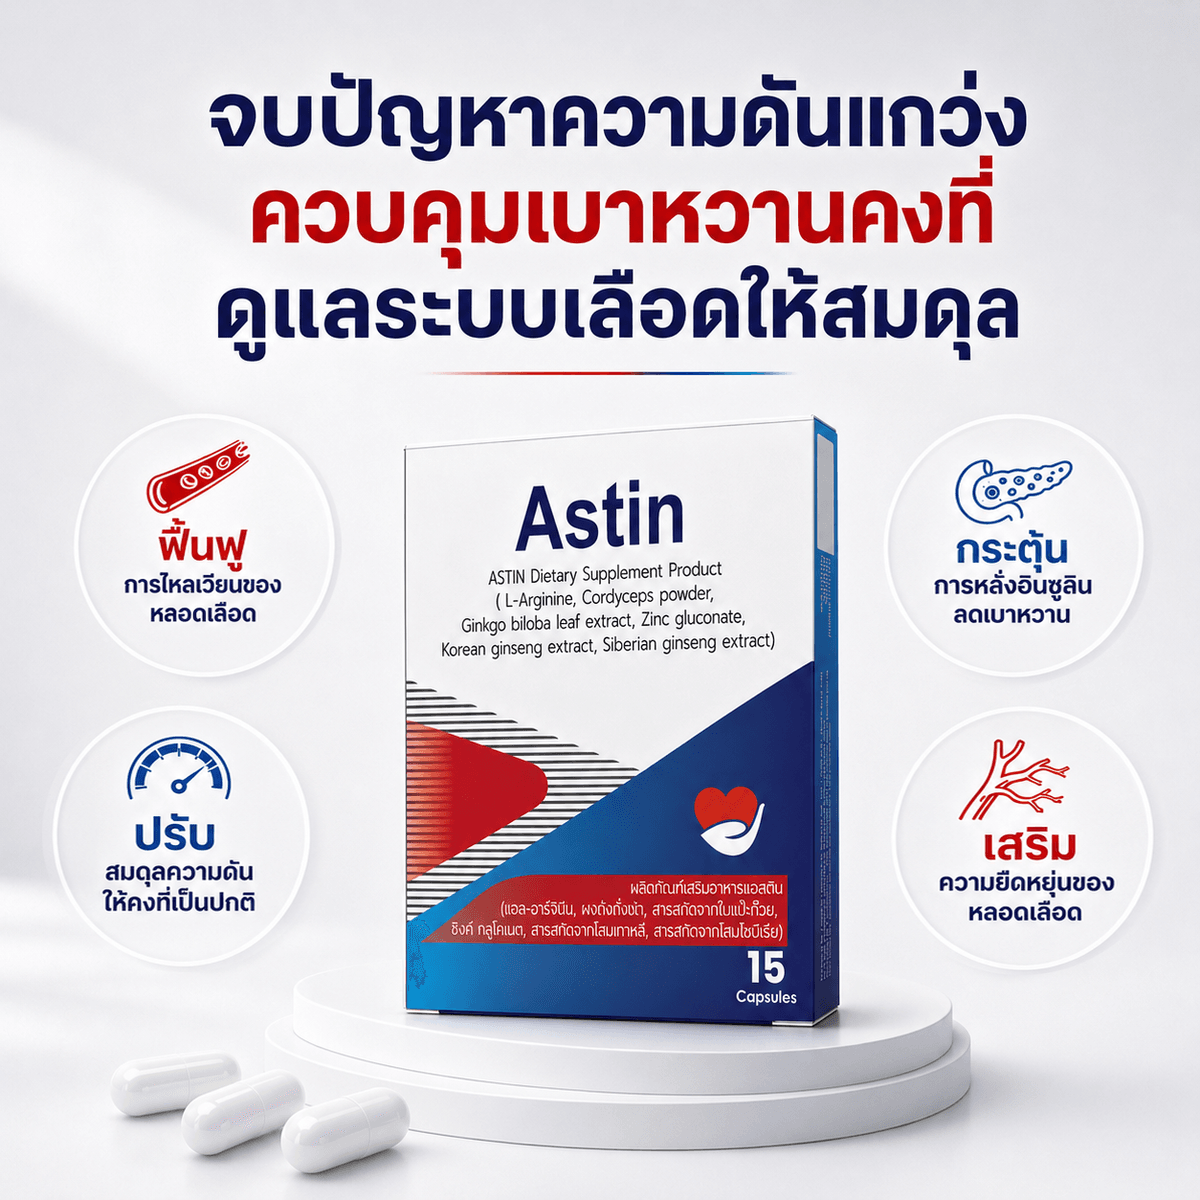 จบปัญหาความดันแกว่ง
ควบคุมเบาหวานคงที่
ดูแลระบบเลือดให้สมดุล
ฟื้นฟู
การไหลเวียนของ
หลอดเลือด
กระตุ้น
การหลั่งอินซูลิน
ลดเบาหวาน
ปรับ
สมดุลความดัน
ให้คงที่เป็นปกติ
เสริม
ความยืดหยุ่นของ
หลอดเลือด
Astin
ASTIN Dietary Supplement Product
( L-Arginine, Cordyceps powder,
Ginkgo biloba leaf extract, Zinc gluconate,
Korean ginseng extract, Siberian ginseng extract)
ผลิตภัณฑ์เสริมอาหารแอสติน
(แอล-อาร์จินีน, ผงถังถั่งเช้า, สารสกัดจากใบแป๊ะก๊วย,
ซิงค์ กลูโคเนต, สารสกัดจากโสมเกาหลี, สารสกัดจากโสมไซบีเรีย)
15
Capsules